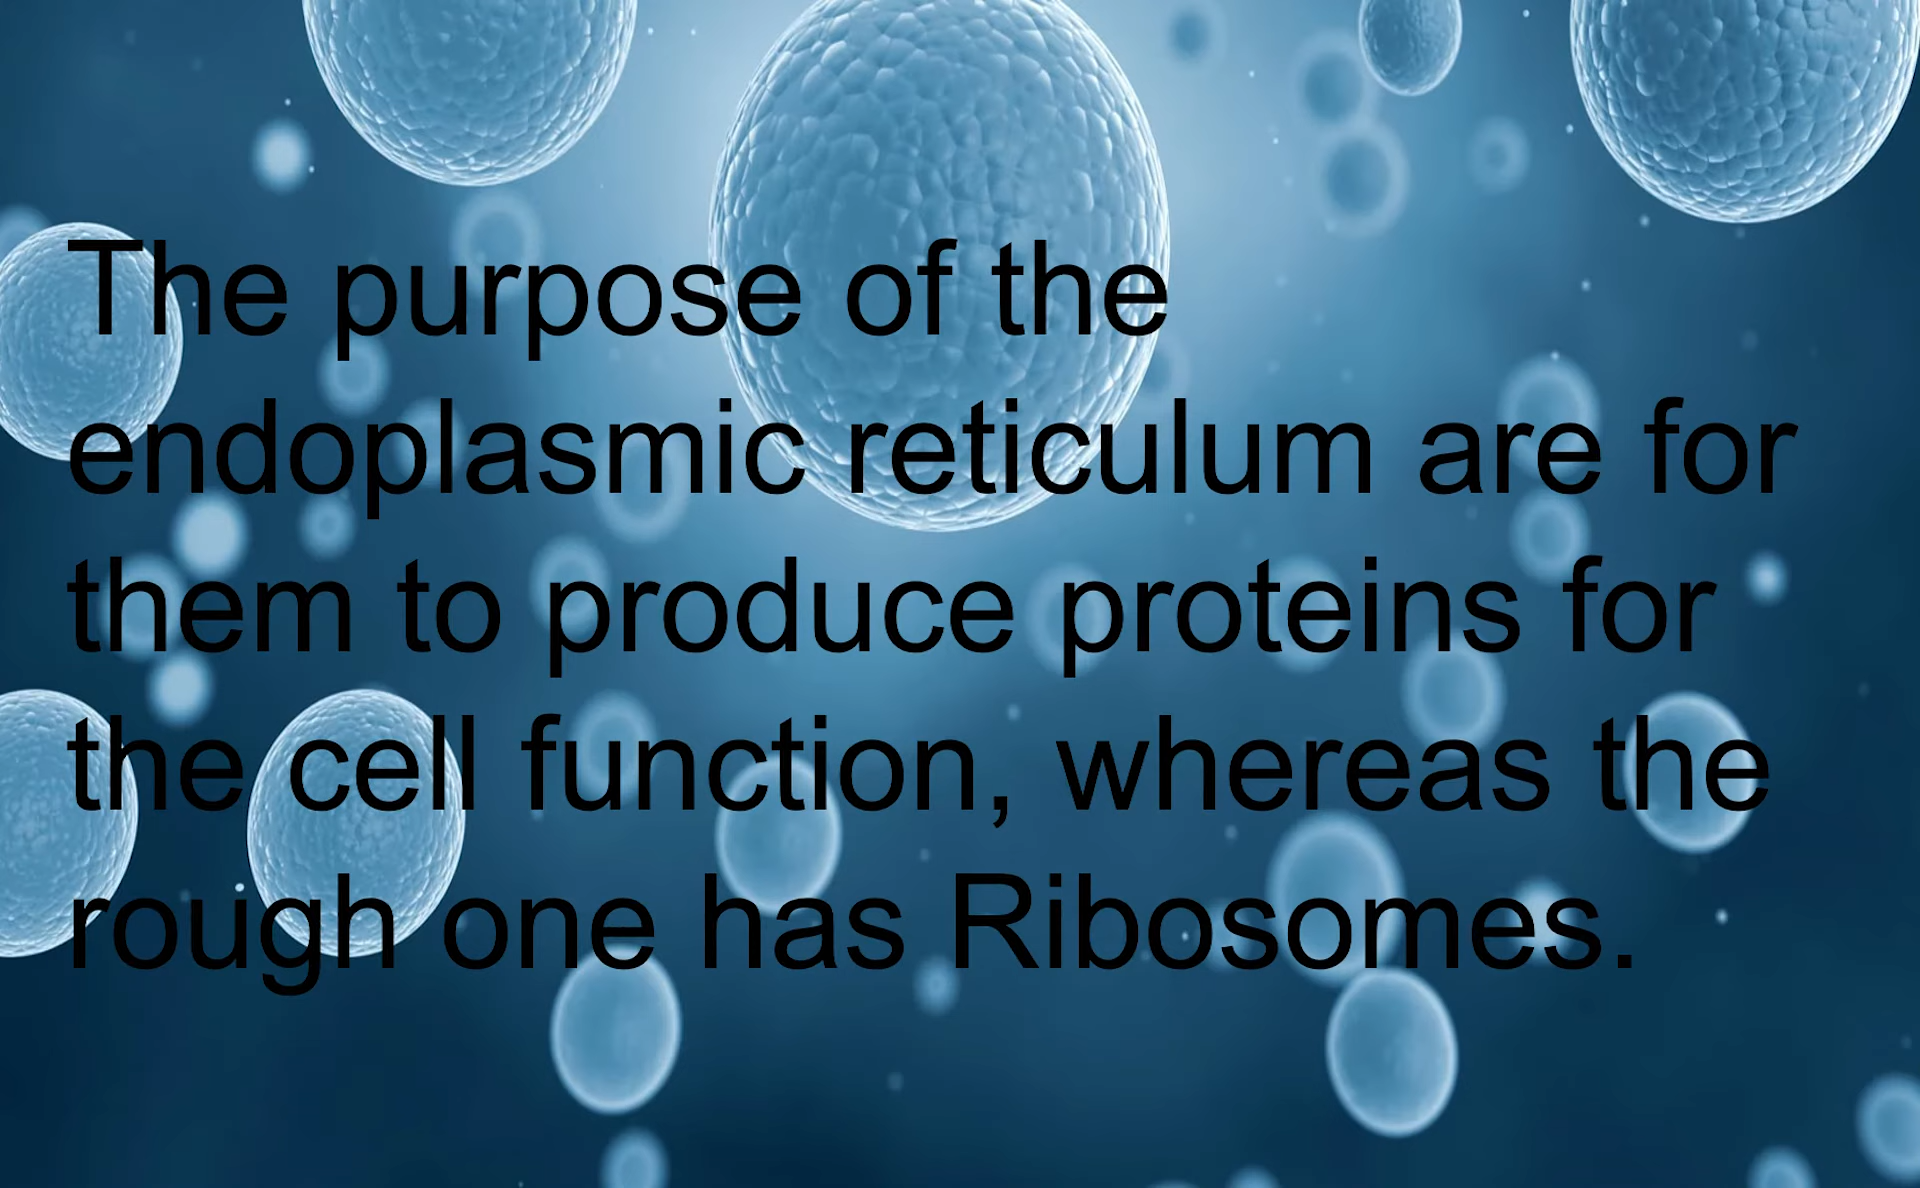 The purpose of the
endoplasmic reticulum are for
them to produce proteins for
the cell function, whereas the
rough one has Ribosomes.